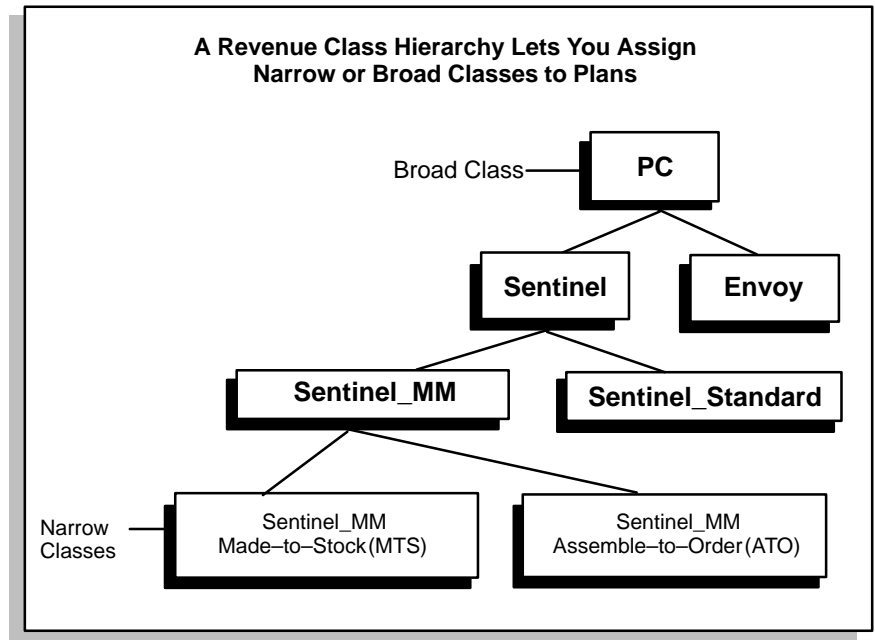 A Revenue Class Hierarchy Lets You Assign
Narrow or Broad Classes to Plans
Broad Class
PC
Sentinel
Envoy
Sentinel_MM
Sentinel_Standard
Narrow
Classes
Sentinel_MM
Made–to–Stock(MTS)
Sentinel_MM
Assemble–to–Order(ATO)